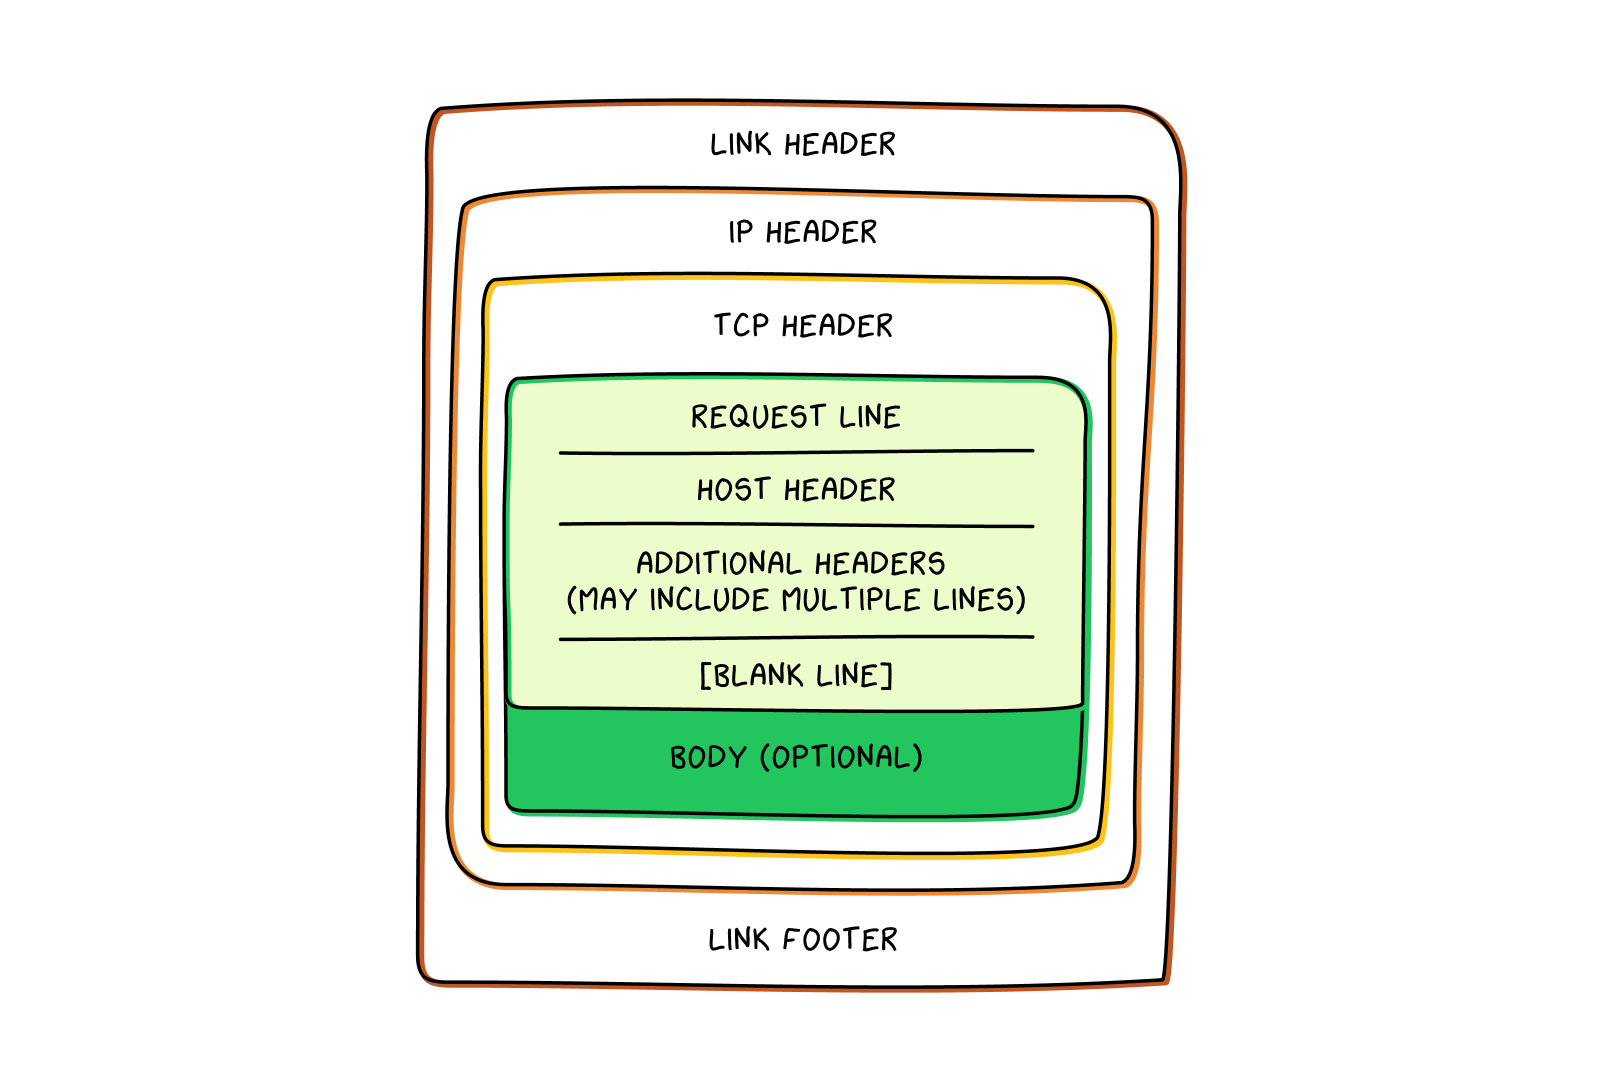 LINK HEADER
IP HEADER
TCP HEADER
REQUEST LINE
HOST HEADER
ADDITIONAL HEADERS
(MAY INCLUDE MULTIPLE LINES)
[BLANK LINE]
BODY (OPTIONAL)
LINK FOOTER